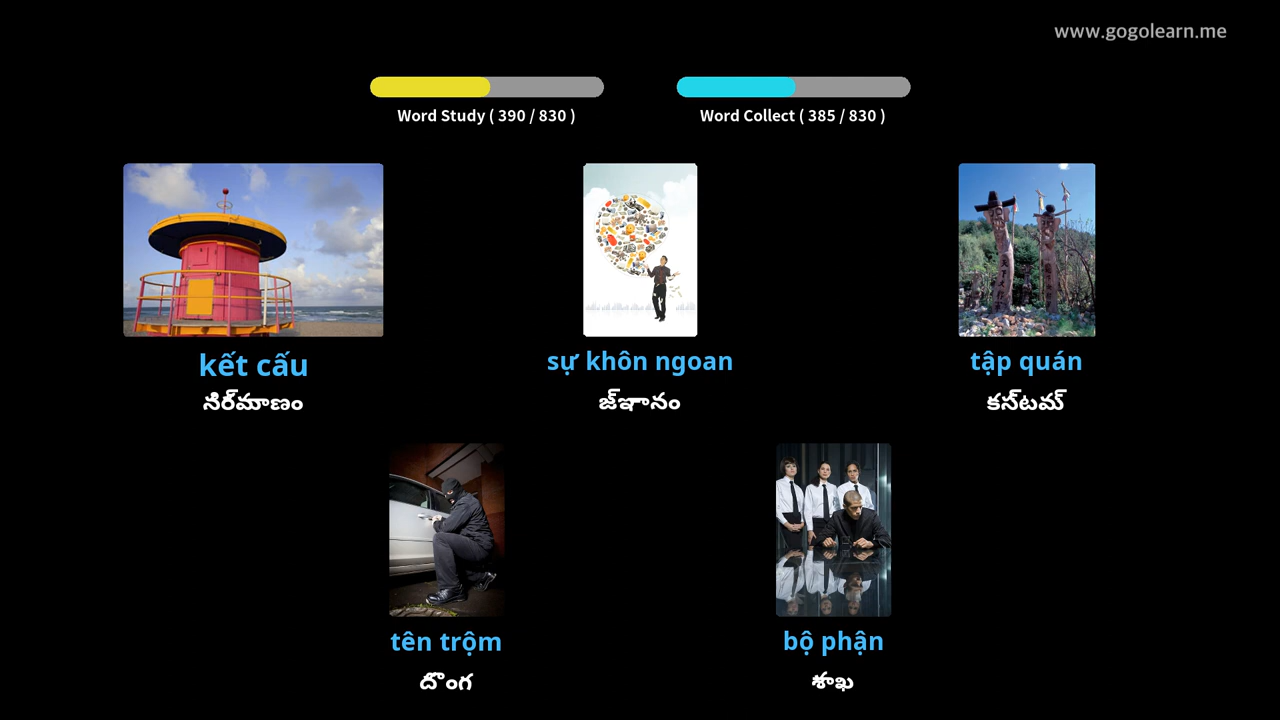 www.gogolearn.me
Word Study ( 390 / 830 )
Word Collect ( 385 / 830 )
kết cấu
నిర్మాణం
sự khôn ngoan
జ్ఞానం
tập quán
కస్టమ్
tên trộm
దొంగ
bộ phận
శాఖ